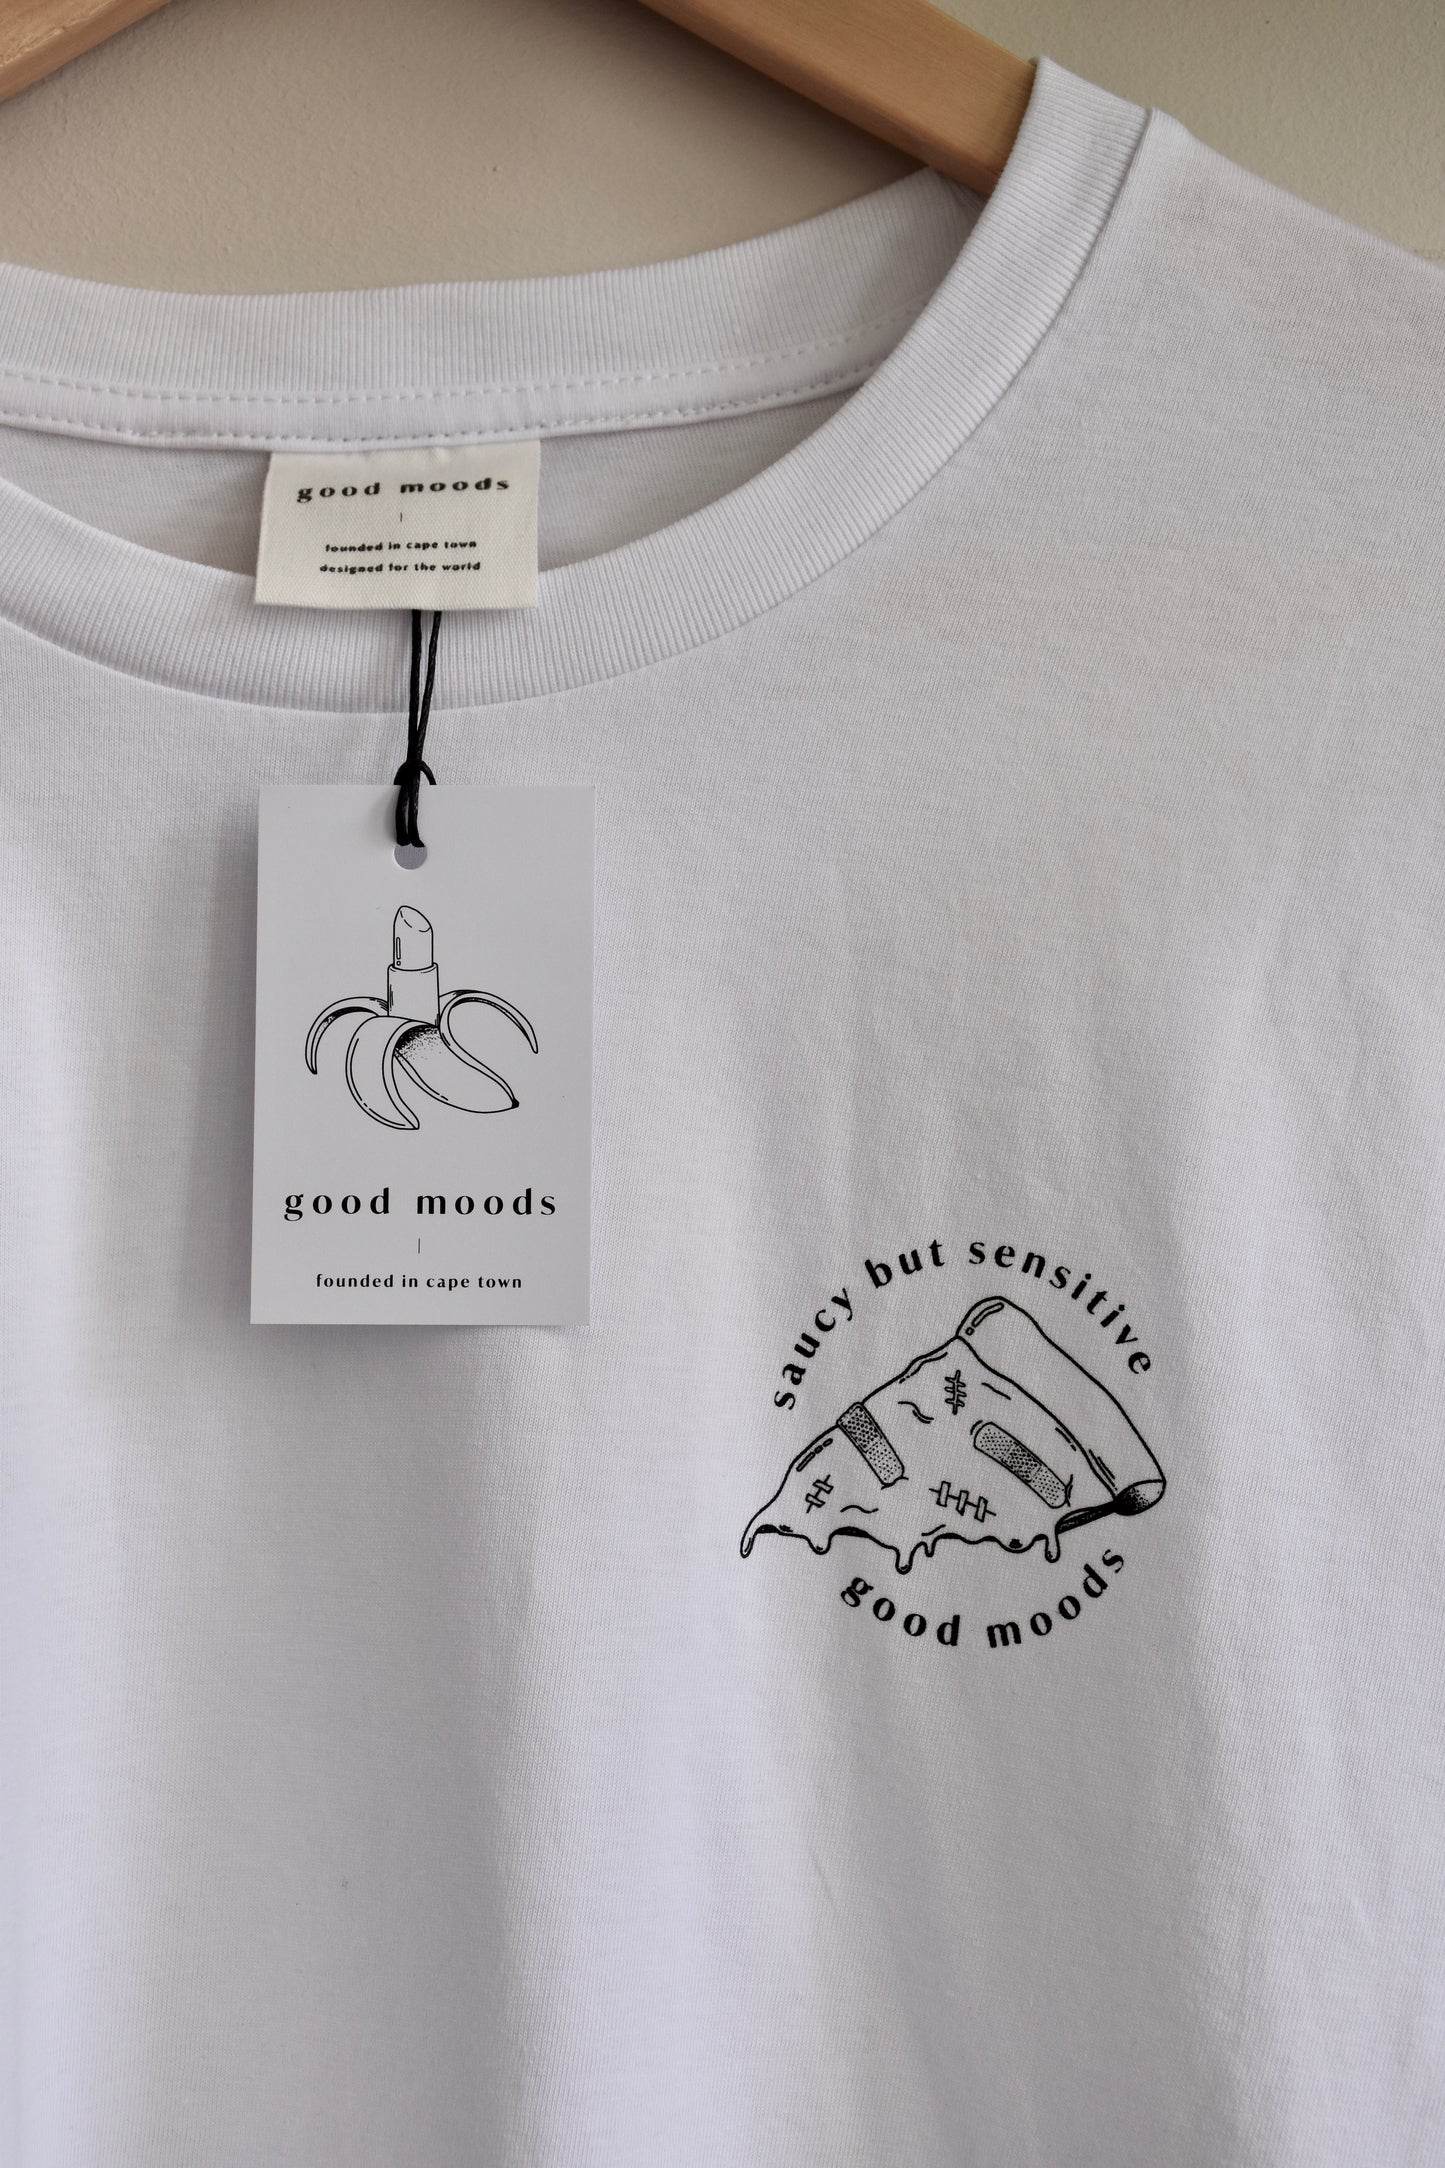 good moods
founded in cape town
designed for the world
good moods
founded in cape town
saucy but sensitive
good moods